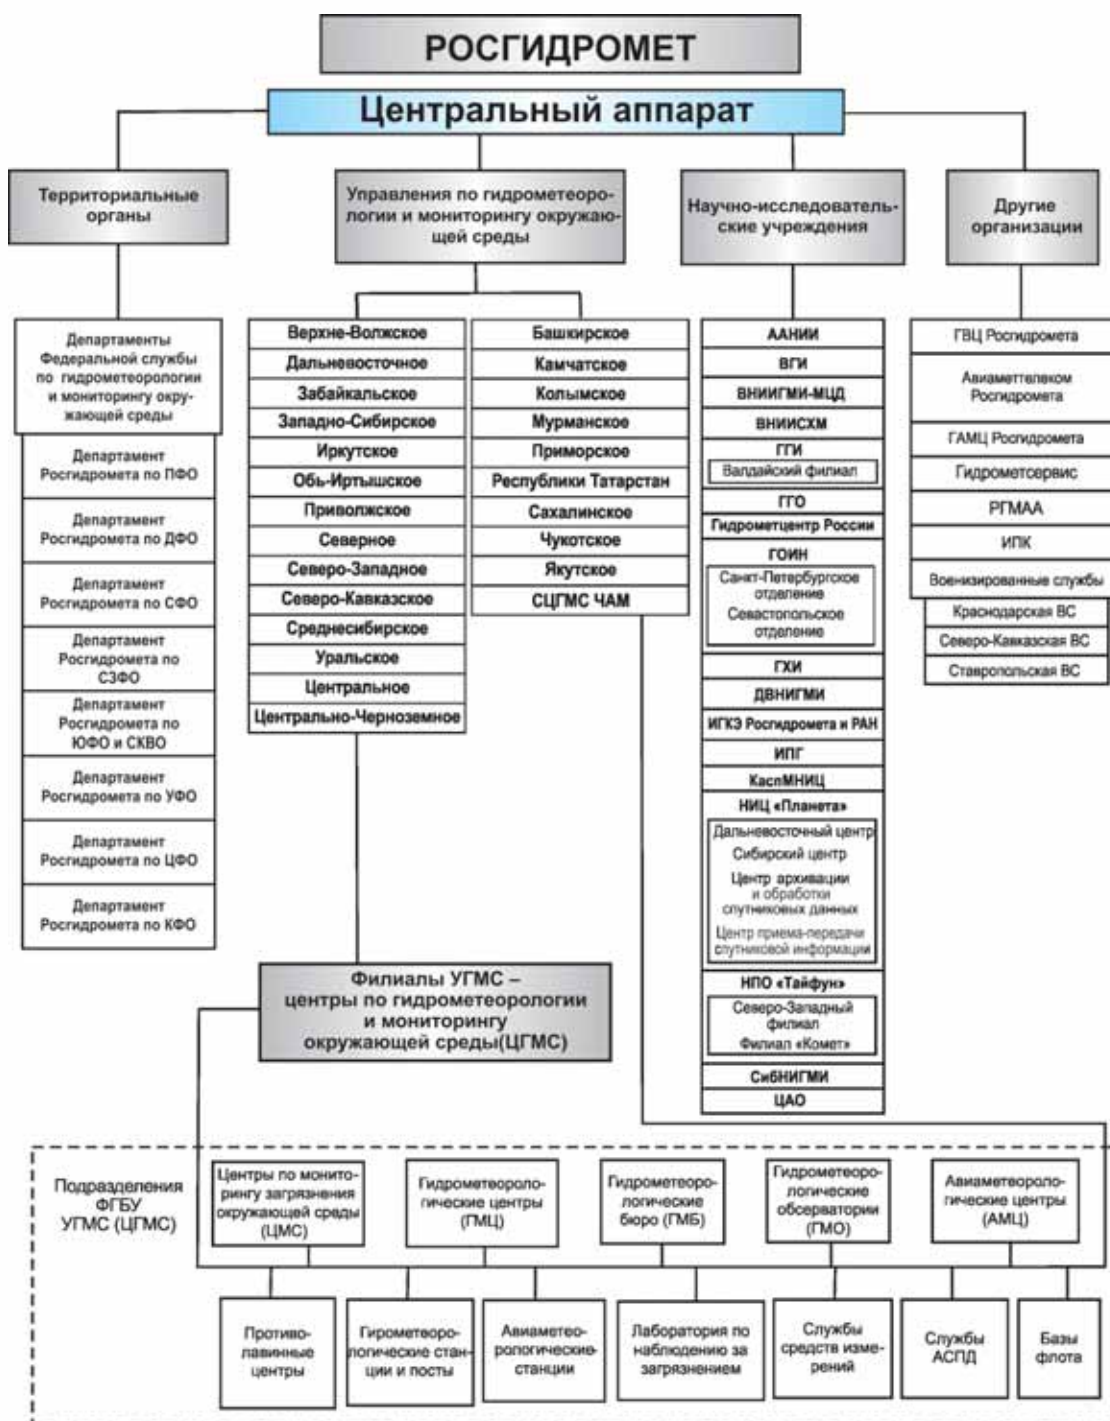 РОСГИДРОМЕТ
Центральный аппарат
Территориальные
органы
Управления по гидрометеоро-
логии и мониторингу окружаю-
щей среды
Научно-исследователь-
ские учреждения
Другие
организации
Департаменты
Федеральной службы
по гидрометеорологии
и мониторингу окру-
жающей среды
Департамент
Росгидромета по ПФО
Департамент
Росгидромета по ДФО
Департамент
Росгидромета по СФО
Департамент
Росгидромета по
СЗФО
Департамент
Росгидромета по
ЮФО и СКВО
Департамент
Росгидромета по УФО
Департамент
Росгидромета по ЦФО
Департамент
Росгидромета по КФО
Верхне-Волжское
Дальневосточное
Забайкальское
Западно-Сибирское
Иркутское
Обь-Иртышское
Приволжское
Северное
Северо-Западное
Северо-Кавказское
Среднесибирское
Уральское
Центральное
Центрально-Черноземное
Башкирское
Камчатское
Колымское
Мурманское
Приморское
Республики Татарстан
Сахалинское
Чукотское
Якутское
СЦГМС ЧАМ
ААНИИ
ВГИ
ВНИИГМИ-МЦД
ВНИИСХМ
ГГИ
Валдайский филиал
ГГО
Гидрометцентр России
ГОИН
Санкт-Петербургское
отделение
Севастопольское
отделение
ГХИ
ДВНИГМИ
ИГКЭ Росгидромета и РАН
ИПГ
КаспМНИЦ
НИЦ «Планета»
Дальневосточный центр
Сибирский центр
Центр архивации
и обработки
спутниковых данных
Центр приема-передачи
спутниковой информации
НПО «Тайфун»
Северо-Западный
филиал
Филиал «Комет»
СибНИГМИ
ЦАО
ГВЦ Росгидромета
Авиаметтелеком
Росгидромета
ГАМЦ Росгидромета
Гидрометсервис
РГМАА
ИПК
Военизированные службы
Краснодарская ВС
Северо-Кавказская ВС
Ставропольская ВС
Филиалы УГМС –
центры по гидрометеорологии
и мониторингу
окружающей среды(ЦГМС)
Подразделения
ФГБУ
УГМС (ЦГМС)
Центры по монито-
рингу загрязнения
окружающей среды
(ЦМС)
Гидрометеороло-
гические центры
(ГМЦ)
Гидрометеоро-
логические
бюро (ГМБ)
Гидрометеоро-
логические
обсерватории
(ГМО)
Авиаметеороло-
гические центры
(АМЦ)
Противо-
лавинные
центры
Гирометеоро-
логические стан-
ции и посты
Авиаметео-
рологические
станции
Лаборатория по
наблюдению за
загрязнением
Службы
средств изме-
рений
Службы
АСПД
Базы
флота